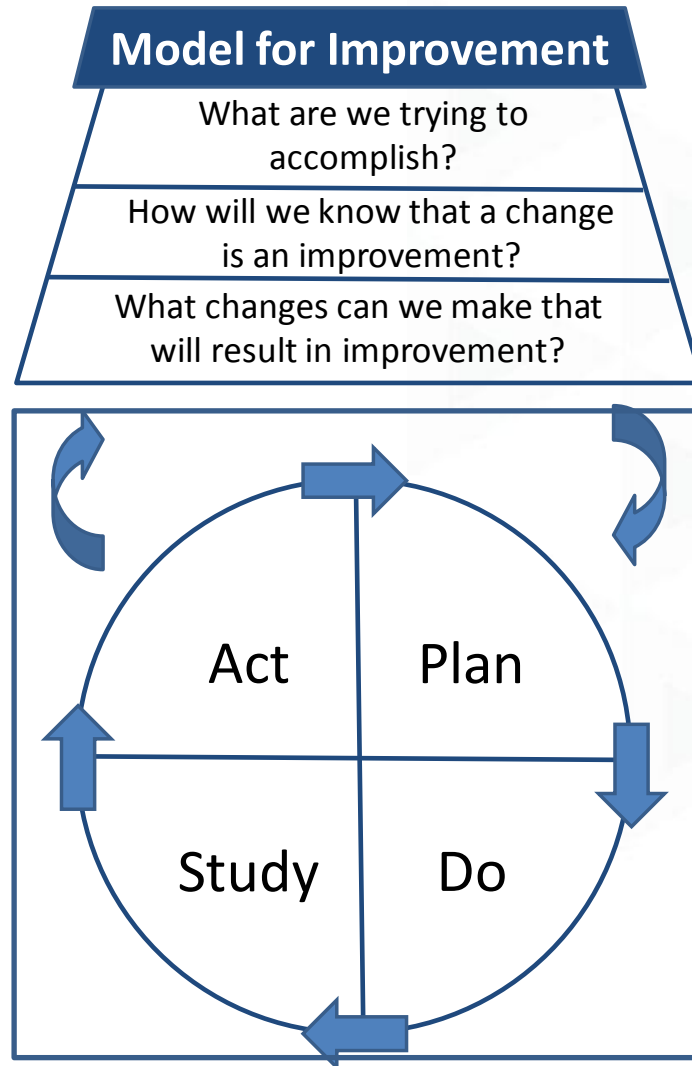 Model for Improvement
What are we trying to
accomplish?
How will we know that a change
is an improvement?
What changes can we make that
will result in improvement?
Act
Plan
Study
Do